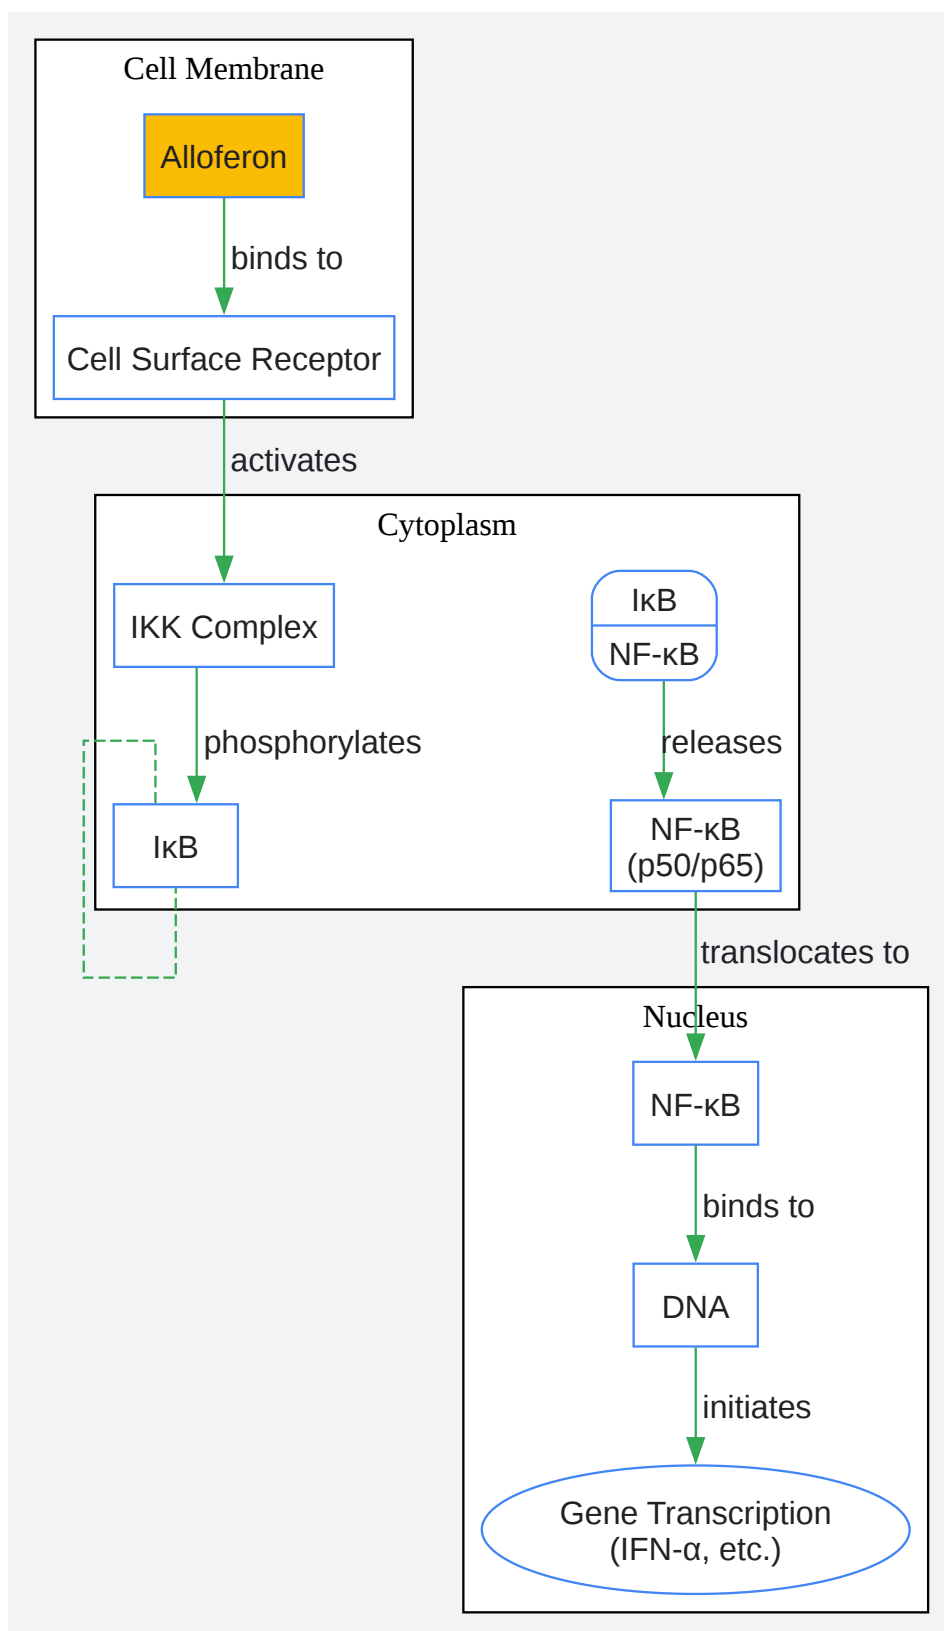 Cell Membrane
Alloferon
binds to
Cell Surface Receptor
activates
Cytoplasm
IKK Complex
IκB
NF-κB
phosphorylates
releases
IκB
NF-κB
(p50/p65)
translocates to
Nucleus
NF-κB
binds to
DNA
initiates
Gene Transcription
(IFN-α, etc.)